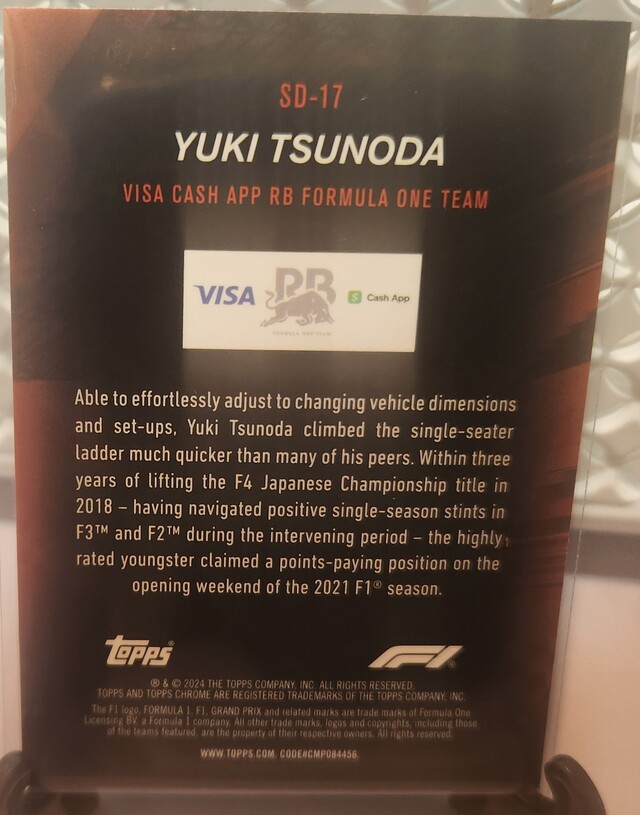 SD-17
YUKI TSUNODA
VISA CASH APP RB FORMULA ONE TEAM
VISA RB Cash App
FORMULA ONE TEAM
Able to effortlessly adjust to changing vehicle dimensions
and set-ups, Yuki Tsunoda climbed the single-seater
ladder much quicker than many of his peers. Within three
years of lifting the F4 Japanese Championship title in
2018 – having navigated positive single-season stints in
F3™ and F2™ during the intervening period – the highly
rated youngster claimed a points-paying position on the
opening weekend of the 2021 F1® season.
Topps® F1®
® & © 2024 THE TOPPS COMPANY, INC. ALL RIGHTS RESERVED.
TOPPS AND TOPPS CHROME ARE REGISTERED TRADEMARKS OF THE TOPPS COMPANY, INC.
The F1 logo, FORMULA 1, F1, GRAND PRIX and related marks are trade marks of Formula One
Licensing BV, a Formula 1 company. All other trade marks, logos and copyrights, including those
of the teams featured, are the property of their respective owners. All rights reserved.
WWW.TOPPS.COM. CODE#CMP084456